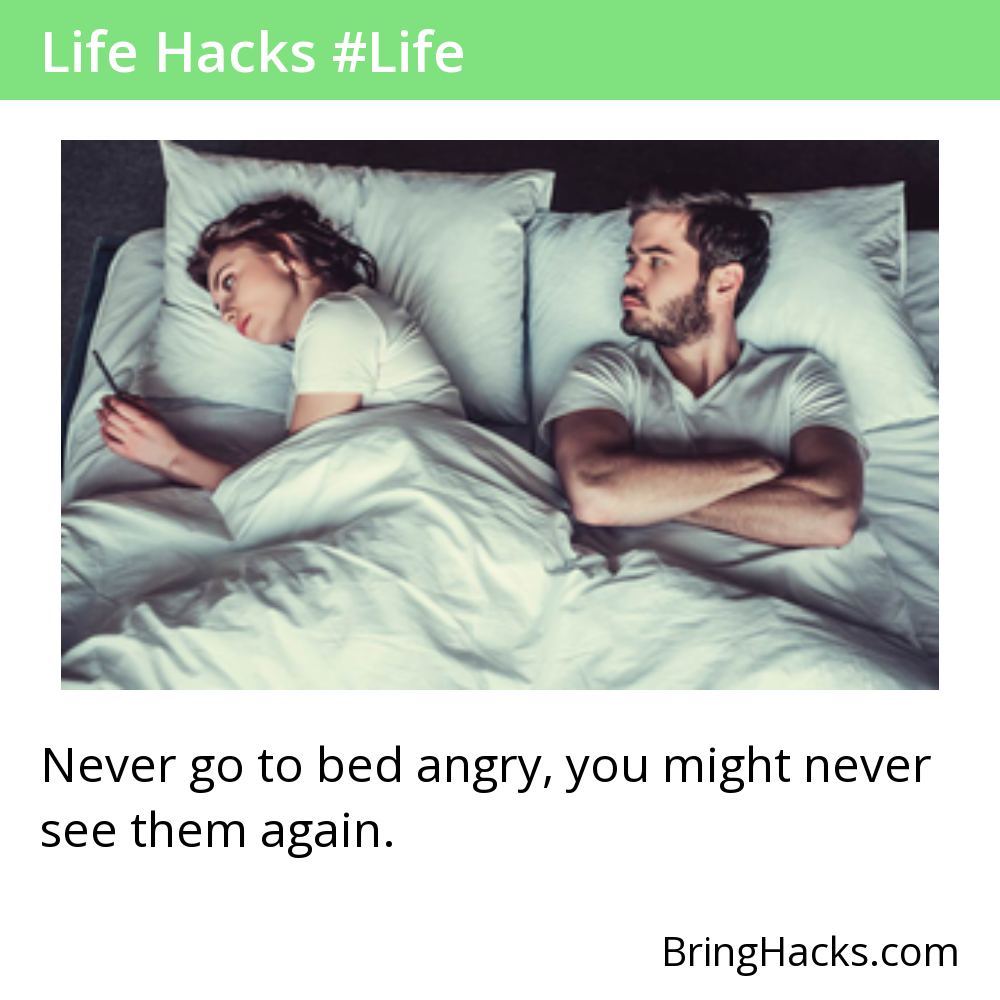 Life Hacks #Life
Never go to bed angry, you might never
see them again.
BringHacks.com